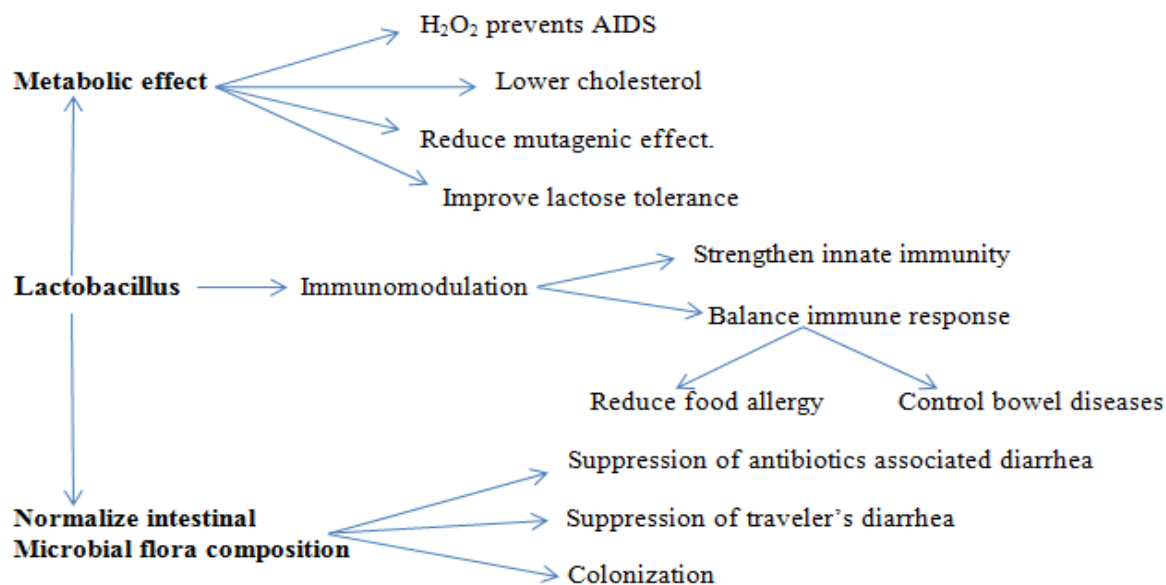 H₂O₂ prevents AIDS
Metabolic effect
Lower cholesterol
Reduce mutagenic effect.
Improve lactose tolerance
Strengthen innate immunity
Lactobacillus
Immunomodulation
Balance immune response
Reduce food allergy
Control bowel diseases
Suppression of antibiotics associated diarrhea
Normalize intestinal
Microbial flora composition
Suppression of traveler’s diarrhea
Colonization